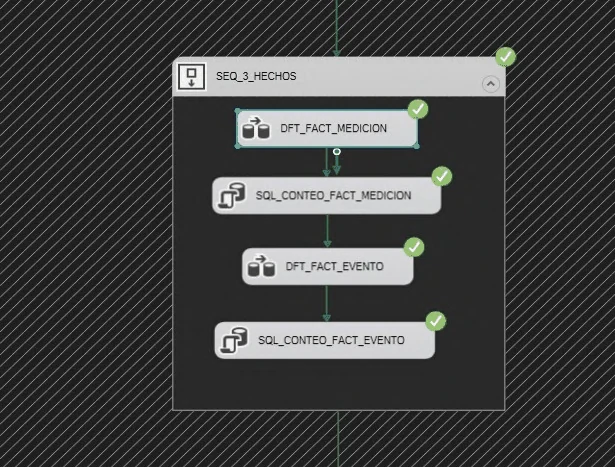 SEQ_3_HECHOS
DFT_FACT_MEDICION
SQL_CONTEO_FACT_MEDICION
DFT_FACT_EVENTO
SQL_CONTEO_FACT_EVENTO